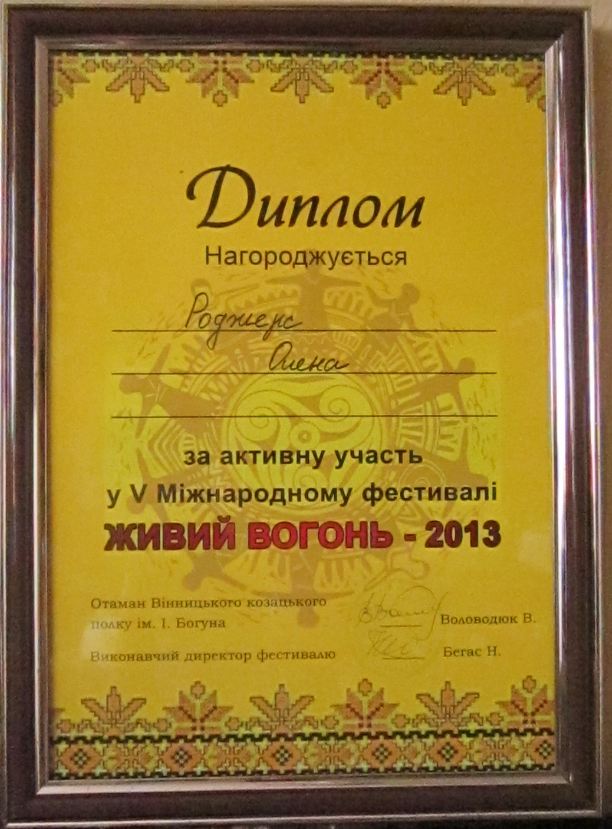 Диплом
Нагороджується
Роджерс
Олена
за активну участь
у V Міжнародному фестивалі
ЖИВИЙ ВОГОНЬ - 2013
Отаман Вінницького козацького
полку ім. І. Богуна Воловодюк В.
Виконавчий директор фестивалю Бегас Н.